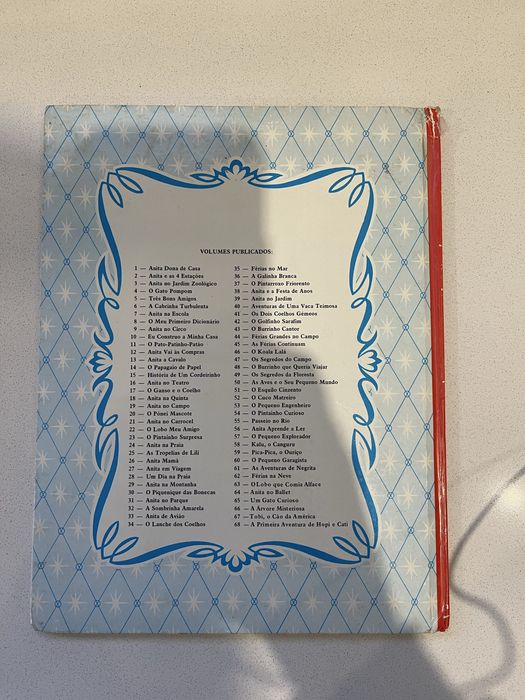 VOLUMES PUBLICADOS:
1 — Anita Dona de Casa
2 — Anita e as 4 Estações
3 — Anita no Jardim Zoológico
4 — O Gato Pompom
5 — Três Bons Amigos
6 — A Cabrinha Turbulenta
7 — Anita na Escola
8 — O Meu Primeiro Dicionário
9 — Anita no Circo
10 — Eu Construo a Minha Casa
11 — O Pato-Patinho-Patão
12 — Anita Vai às Compras
13 — Anita a Cavalo
14 — O Papagaio de Papel
15 — História de Um Cordeirinho
16 — Anita no Teatro
17 — O Ganso e o Coelho
18 — Anita na Quinta
19 — Anita no Campo
20 — O Pónei Mascote
21 — Anita no Carrocel
22 — O Lobo Meu Amigo
23 — O Pintainho Surpresa
24 — Anita na Praia
25 — As Tropelias de Lili
26 — Anita Mamã
27 — Anita em Viagem
28 — Um Dia na Praia
29 — Anita na Montanha
30 — O Piquenique das Bonecas
31 — Anita no Parque
32 — A Sombrinha Amarela
33 — Anita de Avião
34 — O Lanche dos Coelhos
35 — Férias no Mar
36 — A Galinha Branca
37 — O Pintarroxo Friorento
38 — Anita e a Festa de Anos
39 — Anita no Jardim
40 — Aventuras de Uma Vaca Teimosa
41 — Os Dois Coelhos Gémeos
42 — O Golfinho Sarafim
43 — O Burrinho Cantor
44 — Férias Grandes no Campo
45 — As Férias Continuam
46 — O Koala Lalá
47 — Os Segredos do Campo
48 — O Burrinho que Queria Viajar
49 — Os Segredos da Floresta
50 — As Aves e o Seu Pequeno Mundo
51 — O Esquilo Cinzento
52 — O Cuco Matreiro
53 — O Pequeno Engenheiro
54 — O Pintainho Curioso
55 — Passeio no Rio
56 — Anita Aprende a Ler
57 — O Pequeno Explorador
58 — Kalu, o Canguru
59 — Pica-Pica, o Ouriço
60 — O Pequeno Garagista
61 — As Aventuras de Negrita
62 — Férias na Neve
63 — O Lobo que Comia Alface
64 — Anita no Ballet
65 — Um Gato Curioso
66 — A Árvore Misteriosa
67 — Tobi, o Cão da América
68 — A Primeira Aventura de Hopi e Cati